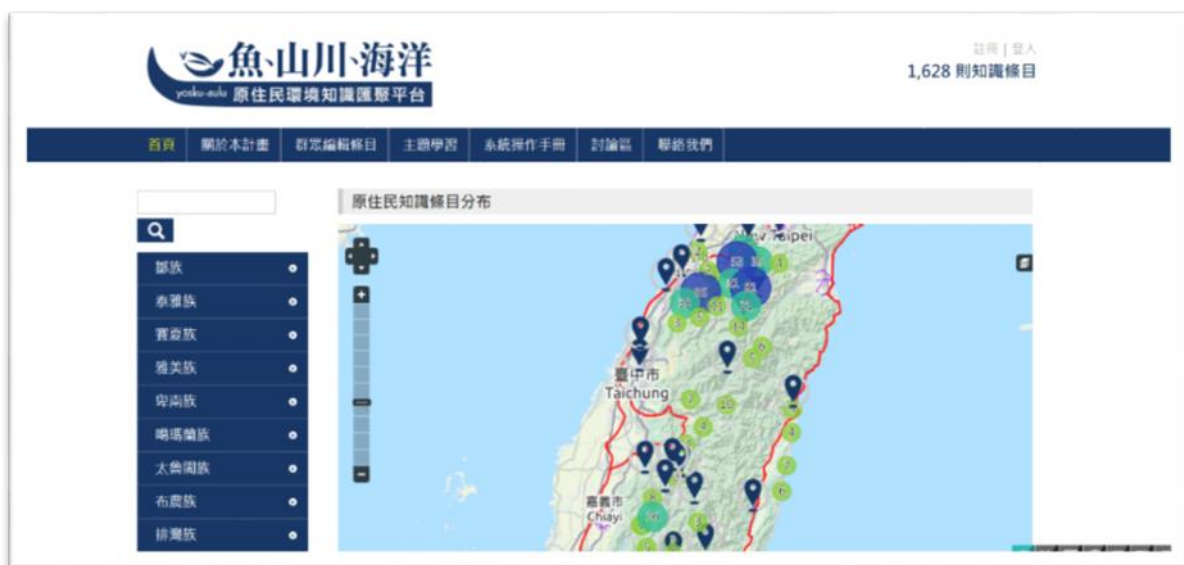 註冊 | 登入
魚、山川、海洋
yosku-aulu 原住民環境知識匯聚平台
1,628 則知識條目
首頁 關於本計畫 群眾編輯條目 主題學習 系統操作手冊 討論區 聯絡我們
原住民知識條目分布
鄒族
泰雅族
賽夏族
雅美族
卑南族
噶瑪蘭族
太魯閣族
布農族
排灣族
New Taipei
臺中市
Taichung
嘉義市
Chiayi